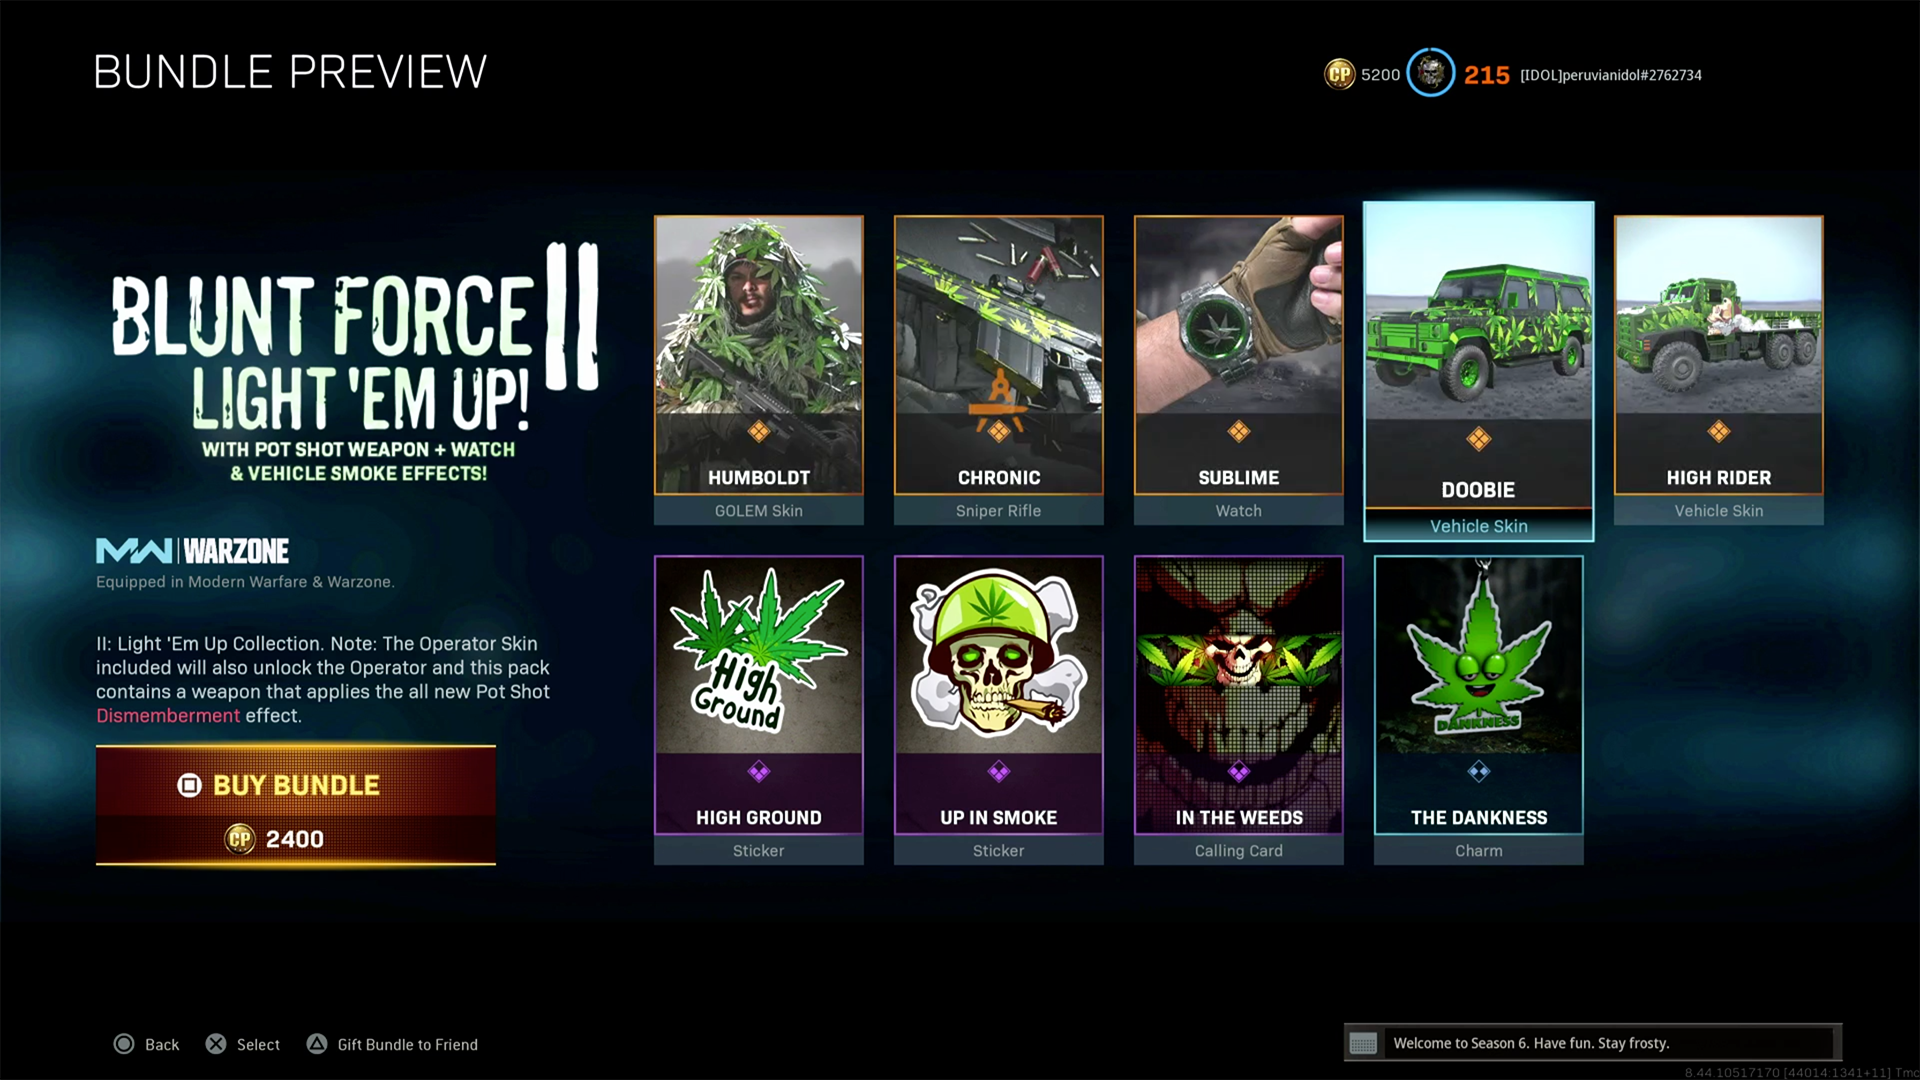 BUNDLE PREVIEW
CP 5200 215 [IDOL]peruvianidol#2762734
BLUNT FORCE II
LIGHT 'EM UP!
WITH POT SHOT WEAPON + WATCH
& VEHICLE SMOKE EFFECTS!
MW | WARZONE
Equipped in Modern Warfare & Warzone.
II: Light 'Em Up Collection. Note: The Operator Skin
included will also unlock the Operator and this pack
contains a weapon that applies the all new Pot Shot
Dismemberment effect.
BUY BUNDLE
CP 2400
HUMBOLDT
GOLEM Skin
CHRONIC
Sniper Rifle
SUBLIME
Watch
DOOBIE
Vehicle Skin
HIGH RIDER
Vehicle Skin
High
Ground
HIGH GROUND
Sticker
UP IN SMOKE
Sticker
IN THE WEEDS
Calling Card
DANKNESS
THE DANKNESS
Charm
Back
Select
Gift Bundle to Friend
Welcome to Season 6. Have fun. Stay frosty.
8.44 10517170 [44014:1341+11] Tmc